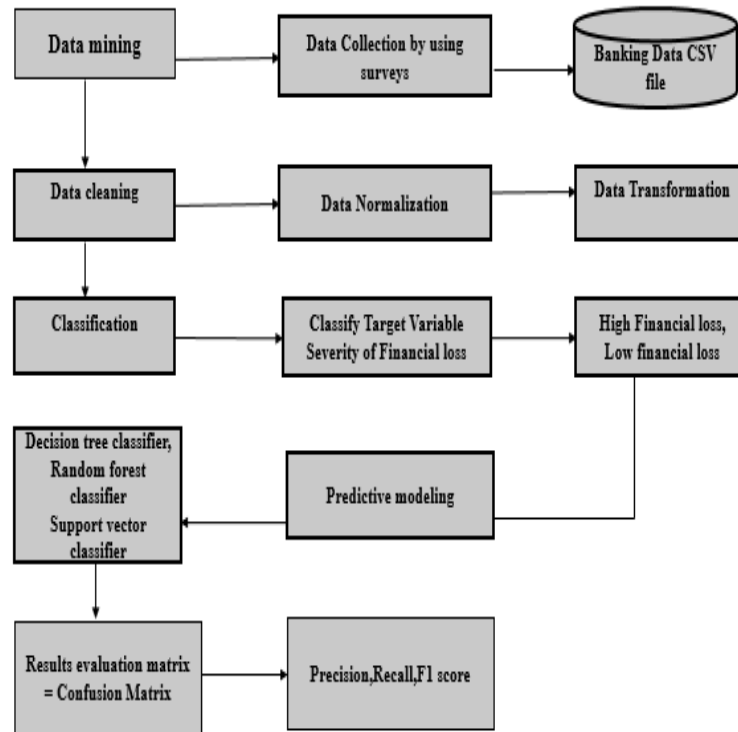 Data mining
Data Collection by using
surveys
Banking Data CSV
file
Data cleaning
Data Normalization
Data Transformation
Classification
Classify Target Variable
Severity of Financial loss
High Financial loss,
Low financial loss
Decision tree classifier,
Random forest
classifier
Support vector
classifier
Predictive modeling
Results evaluation matrix
= Confusion Matrix
Precision,Recall,F1 score